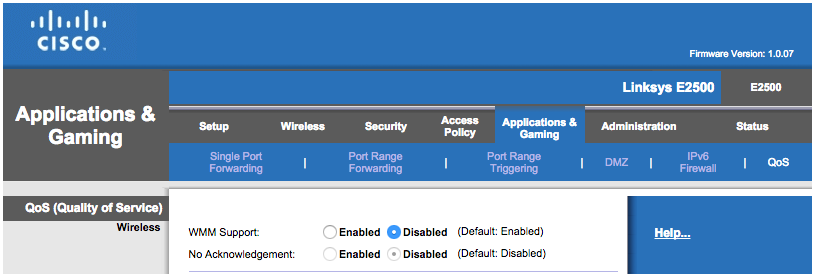 CISCO
Firmware Version: 1.0.07
Linksys E2500 E2500
Applications &
Gaming
Setup Wireless Security Access Policy Applications & Gaming Administration Status
Single Port Forwarding | Port Range Forwarding | Port Range Triggering | DMZ | IPv6 Firewall | QoS
QoS (Quality of Service)
Wireless
WMM Support: Enabled Disabled (Default: Enabled)
No Acknowledgement: Enabled Disabled (Default: Disabled)
Help...